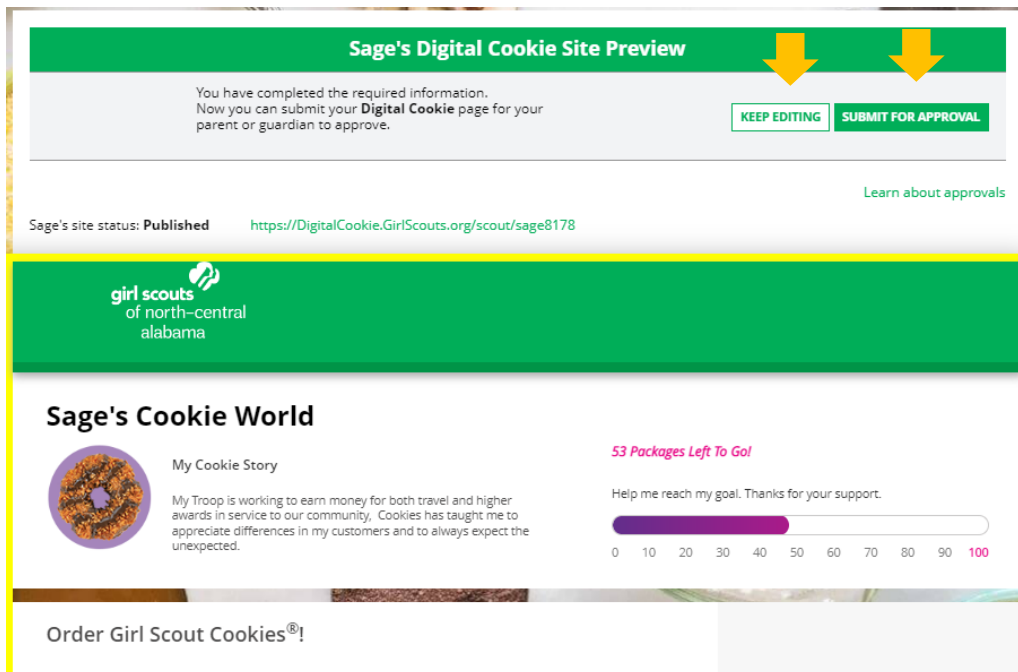 Sage's Digital Cookie Site Preview
You have completed the required information.
Now you can submit your Digital Cookie page for your
parent or guardian to approve.
KEEP EDITING
SUBMIT FOR APPROVAL
Learn about approvals
Sage's site status: Published https://DigitalCookie.GirlScouts.org/scout/sage8178
girl scouts
of north-central
alabama
Sage's Cookie World
My Cookie Story
My Troop is working to earn money for both travel and higher
awards in service to our community, Cookies has taught me to
appreciate differences in my customers and to always expect the
unexpected.
53 Packages Left To Go!
Help me reach my goal. Thanks for your support.
0 10 20 30 40 50 60 70 80 90 100
Order Girl Scout Cookies®!